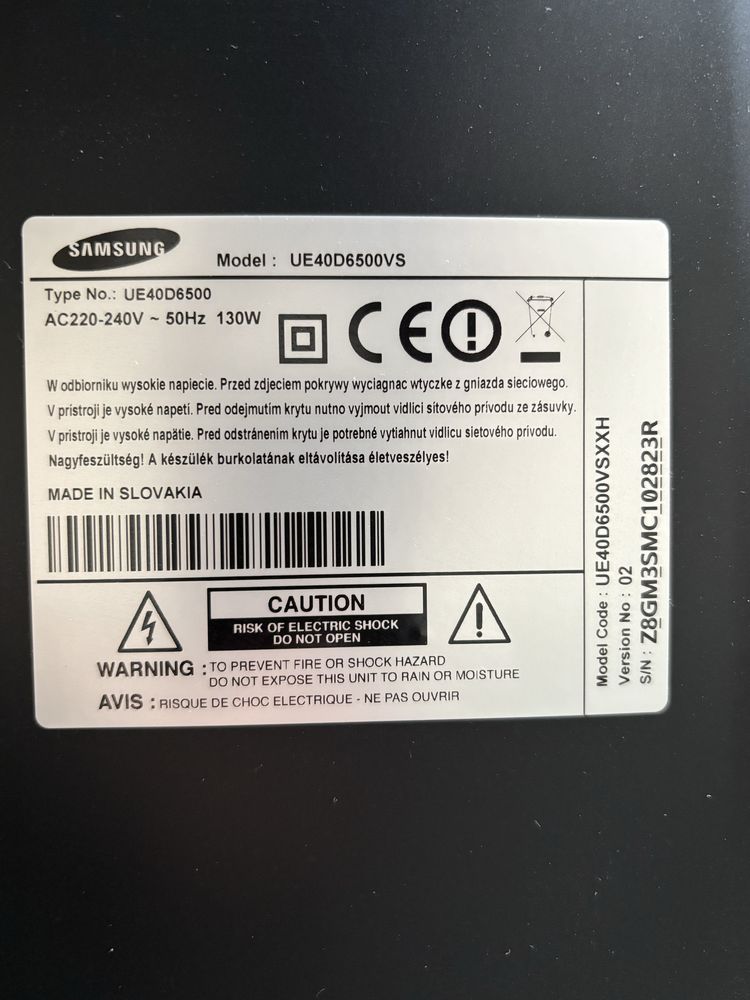 SAMSUNG
Model : UE40D6500VS
Type No.: UE40D6500
AC220-240V ~ 50Hz 130W
CE
W odbiorniku wysokie napiecie. Przed zdjeciem pokrywy wyciagnac wtyczke z gniazda sieciowego.
V pristroji je vysoké napetí. Pred odejmutím krytu nutno vyjmout vidlici sítového prívodu ze zásuvky.
V pristroji je vysoké napätie. Pred odstránením krytu je potrebné vytiahnut vidlicu sietového prívodu.
Nagyfeszültség! A készülék burkolatának eltávolítása életveszélyes!
MADE IN SLOVAKIA
CAUTION
RISK OF ELECTRIC SHOCK
DO NOT OPEN
WARNING : TO PREVENT FIRE OR SHOCK HAZARD
DO NOT EXPOSE THIS UNIT TO RAIN OR MOISTURE
AVIS : RISQUE DE CHOC ELECTRIQUE - NE PAS OUVRIR
Model Code : UE40D6500VSXXH
Version No : 02
S/N : Z8GM3SMC102823R